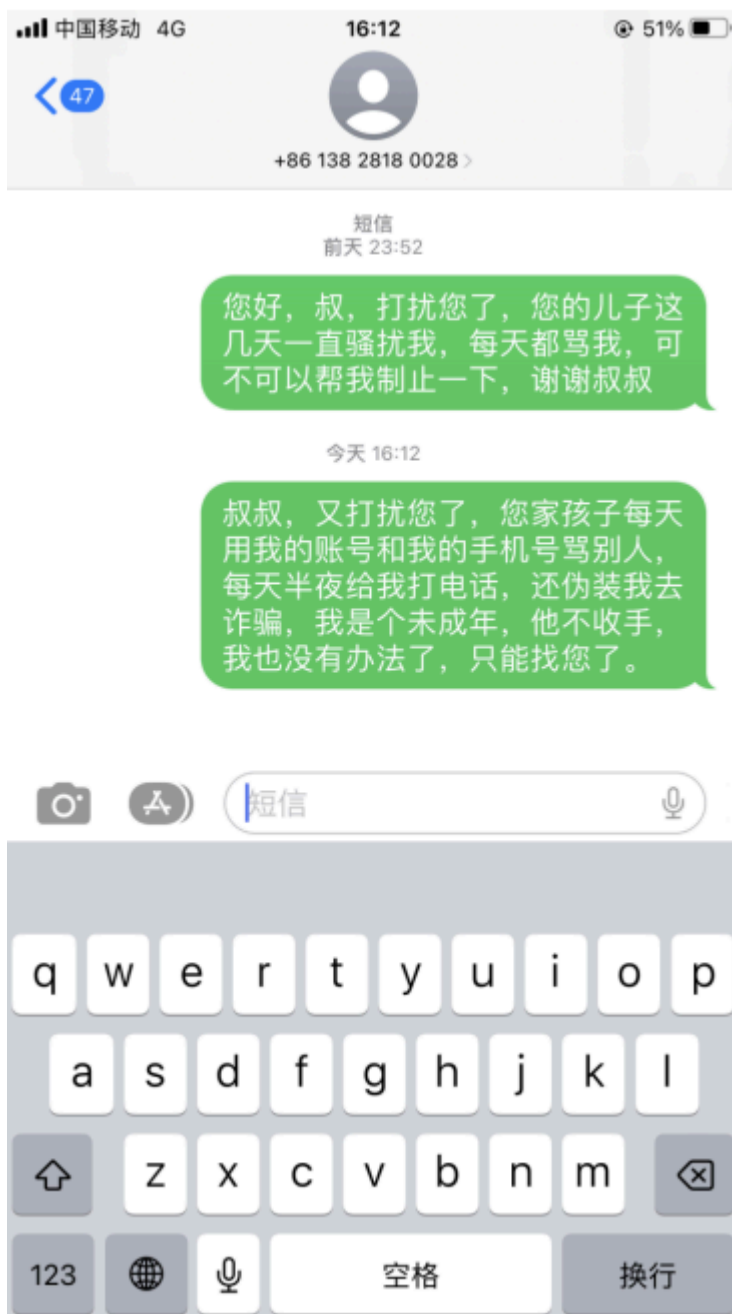 中国移动 4G
16:12
51%
47
+86 138 2818 0028
短信
前天 23:52
您好，叔，打扰您了，您的儿子这
几天一直骚扰我，每天都骂我，可
不可以帮我制止一下，谢谢叔叔
今天 16:12
叔叔，又打扰您了，您家孩子每天
用我的账号和我的手机号骂别人，
每天半夜给我打电话，还伪装我去
诈骗，我是个未成年，他不收手，
我也没有办法了，只能找您了。
短信
q w e r t y u i o p
a s d f g h j k l
z x c v b n m
123 空格 换行